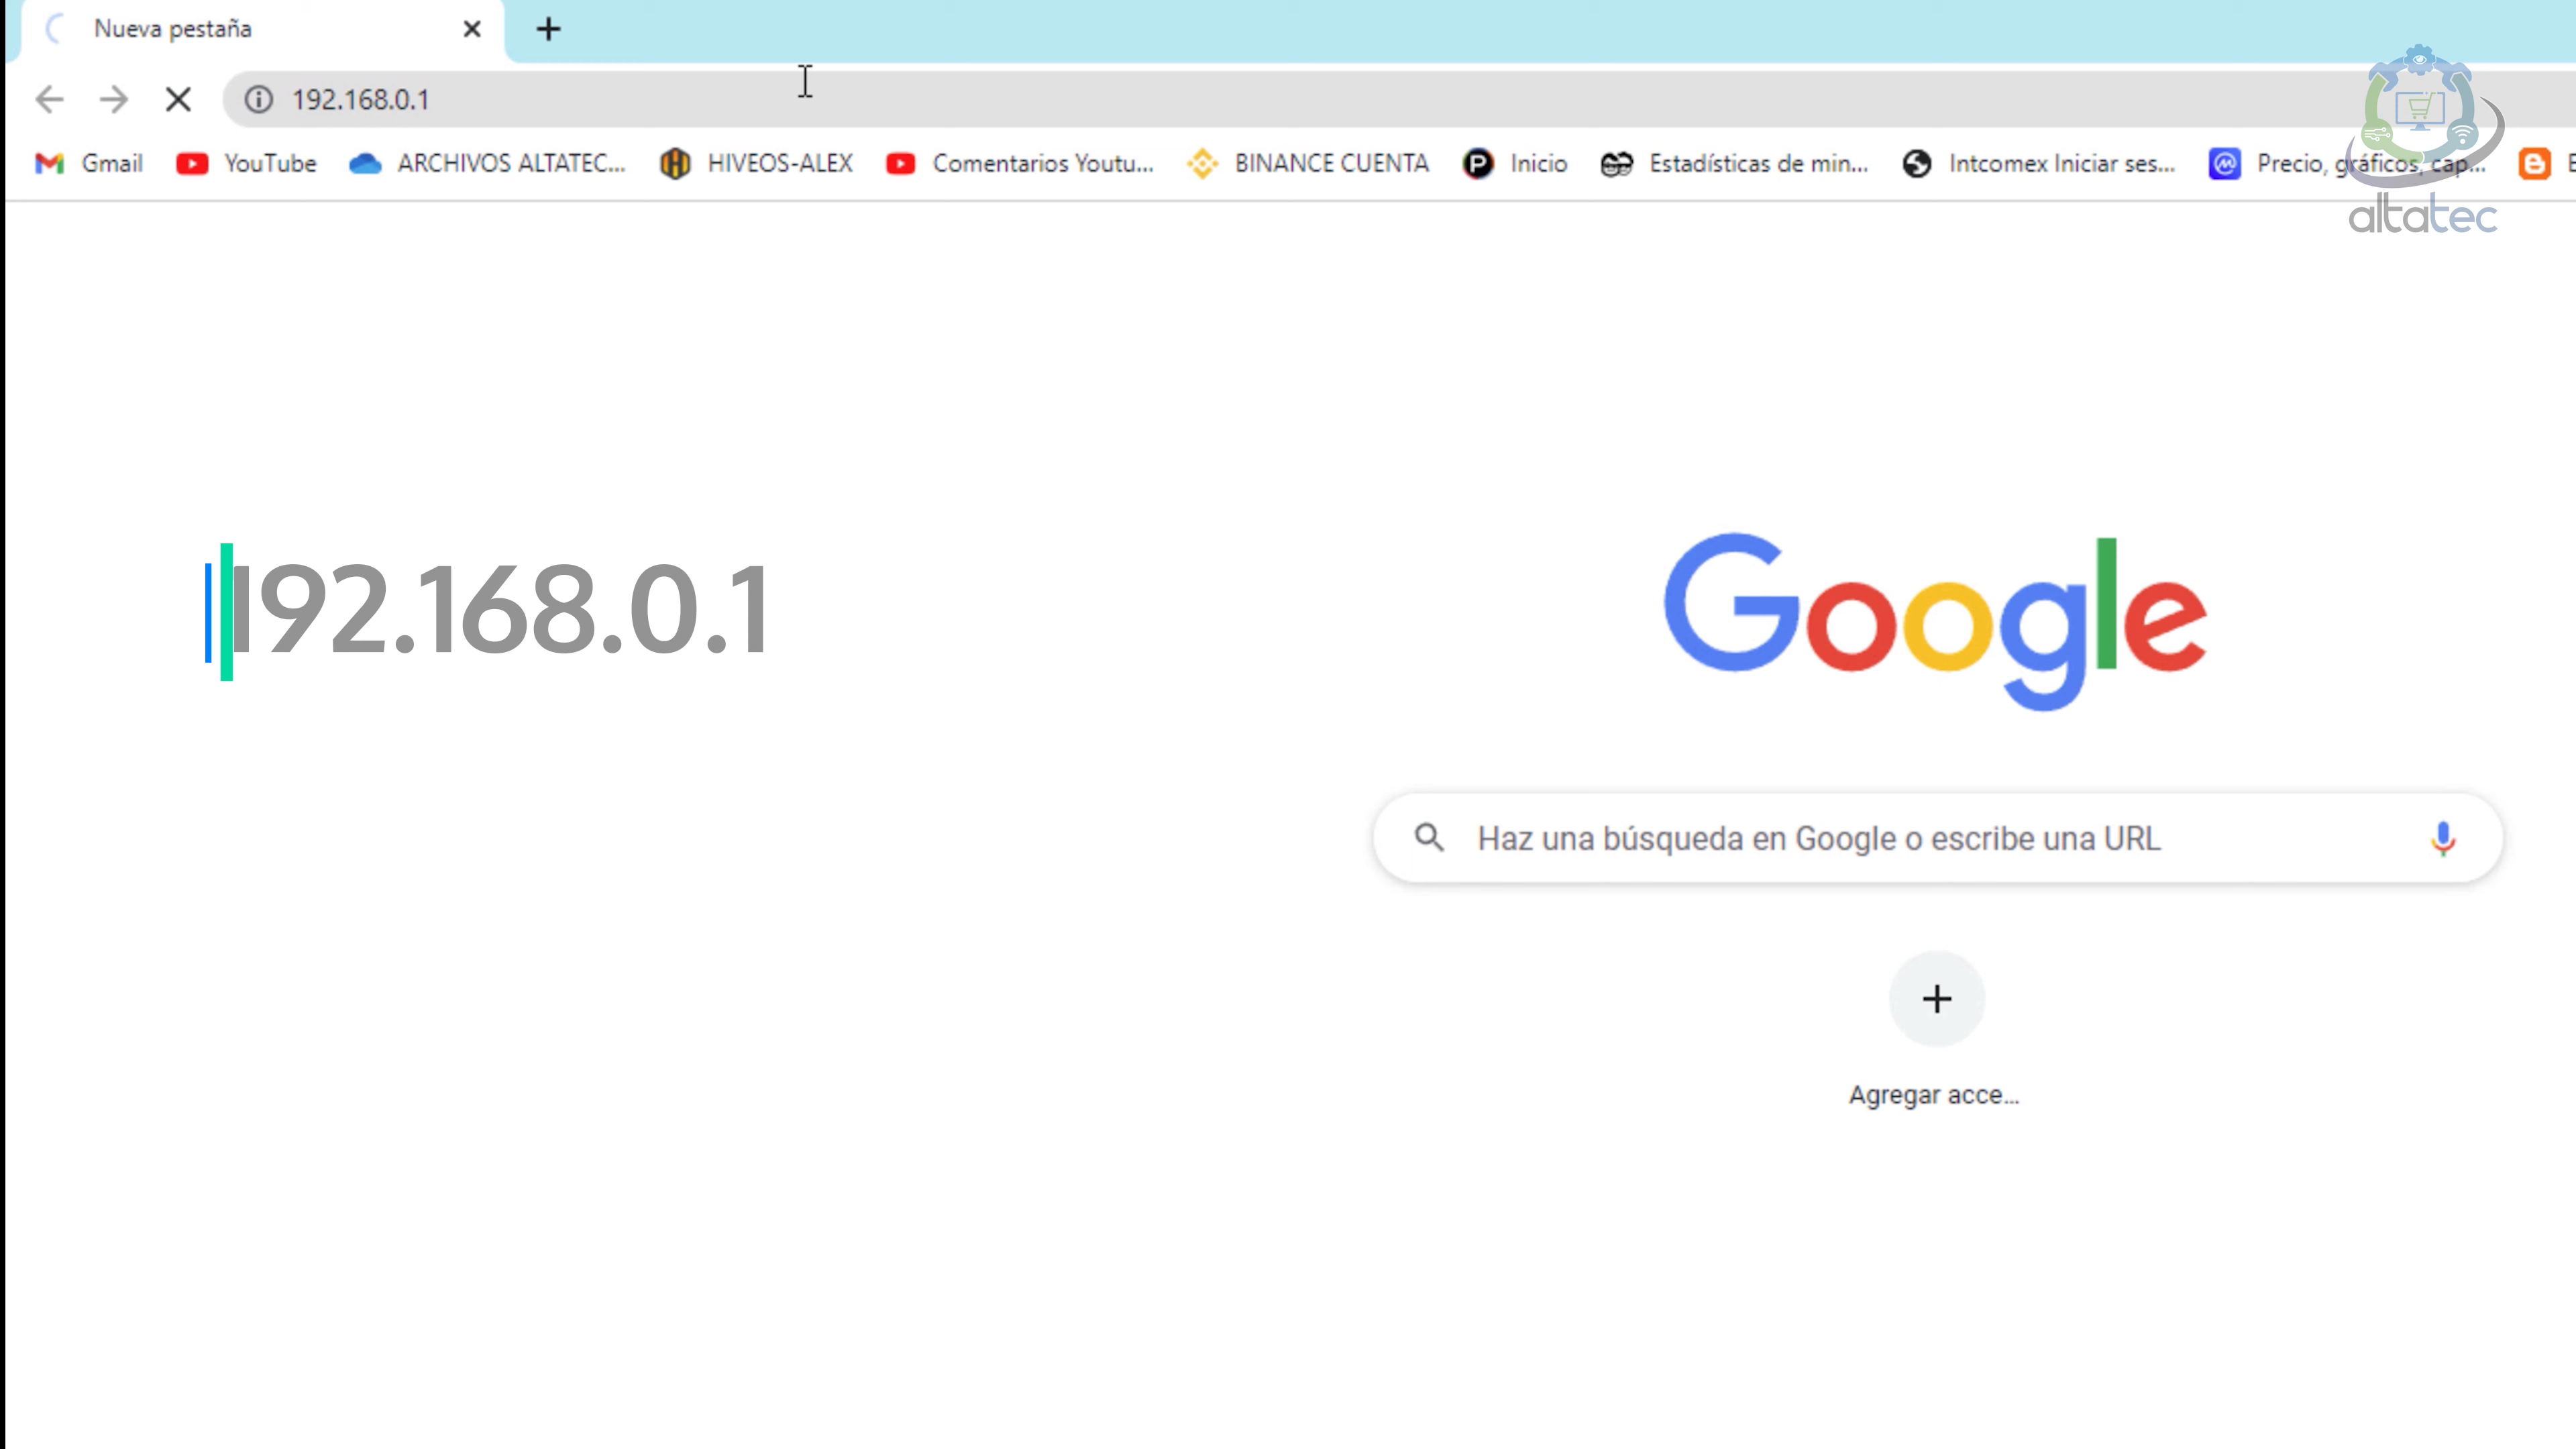 Nueva pestaña
192.168.0.1
Gmail YouTube ARCHIVOS ALTATEC... HIVEOS-ALEX Comentarios Youtu... BINANCE CUENTA Inicio Estadísticas de min... Intcomex Iniciar ses... Precio, gráficos, cap...
altatec
192.168.0.1
Google
Haz una búsqueda en Google o escribe una URL
Agregar acce...